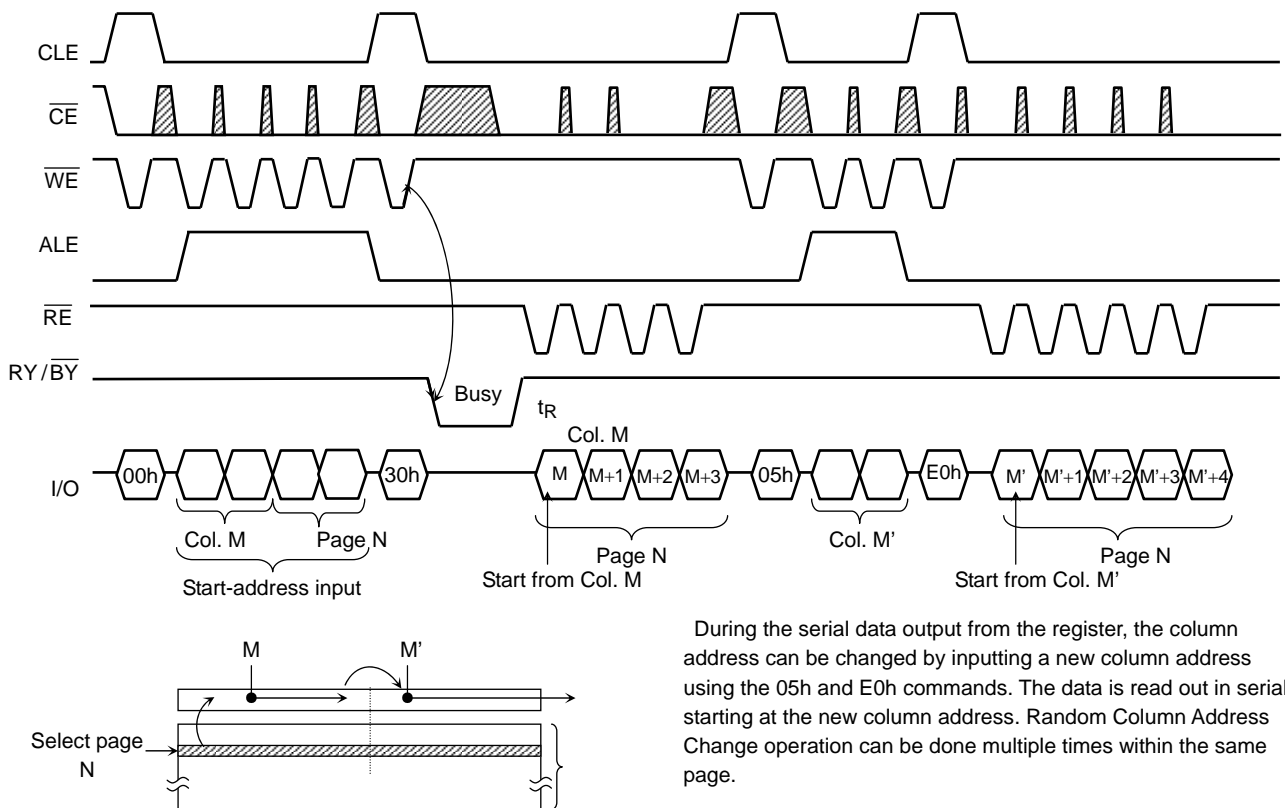 CLE
CE
WE
ALE
RE
RY/BY
Busy
tR
Col. M
I/O
00h
30h
M
M+1
M+2
M+3
05h
E0h
M'
M'+1
M'+2
M'+3
M'+4
Col. M
Page N
Page N
Col. M'
Page N
Start-address input
Start from Col. M
Start from Col. M'
M
M'
Select page
N
During the serial data output from the register, the column
address can be changed by inputting a new column address
using the 05h and E0h commands. The data is read out in serial
starting at the new column address. Random Column Address
Change operation can be done multiple times within the same
page.